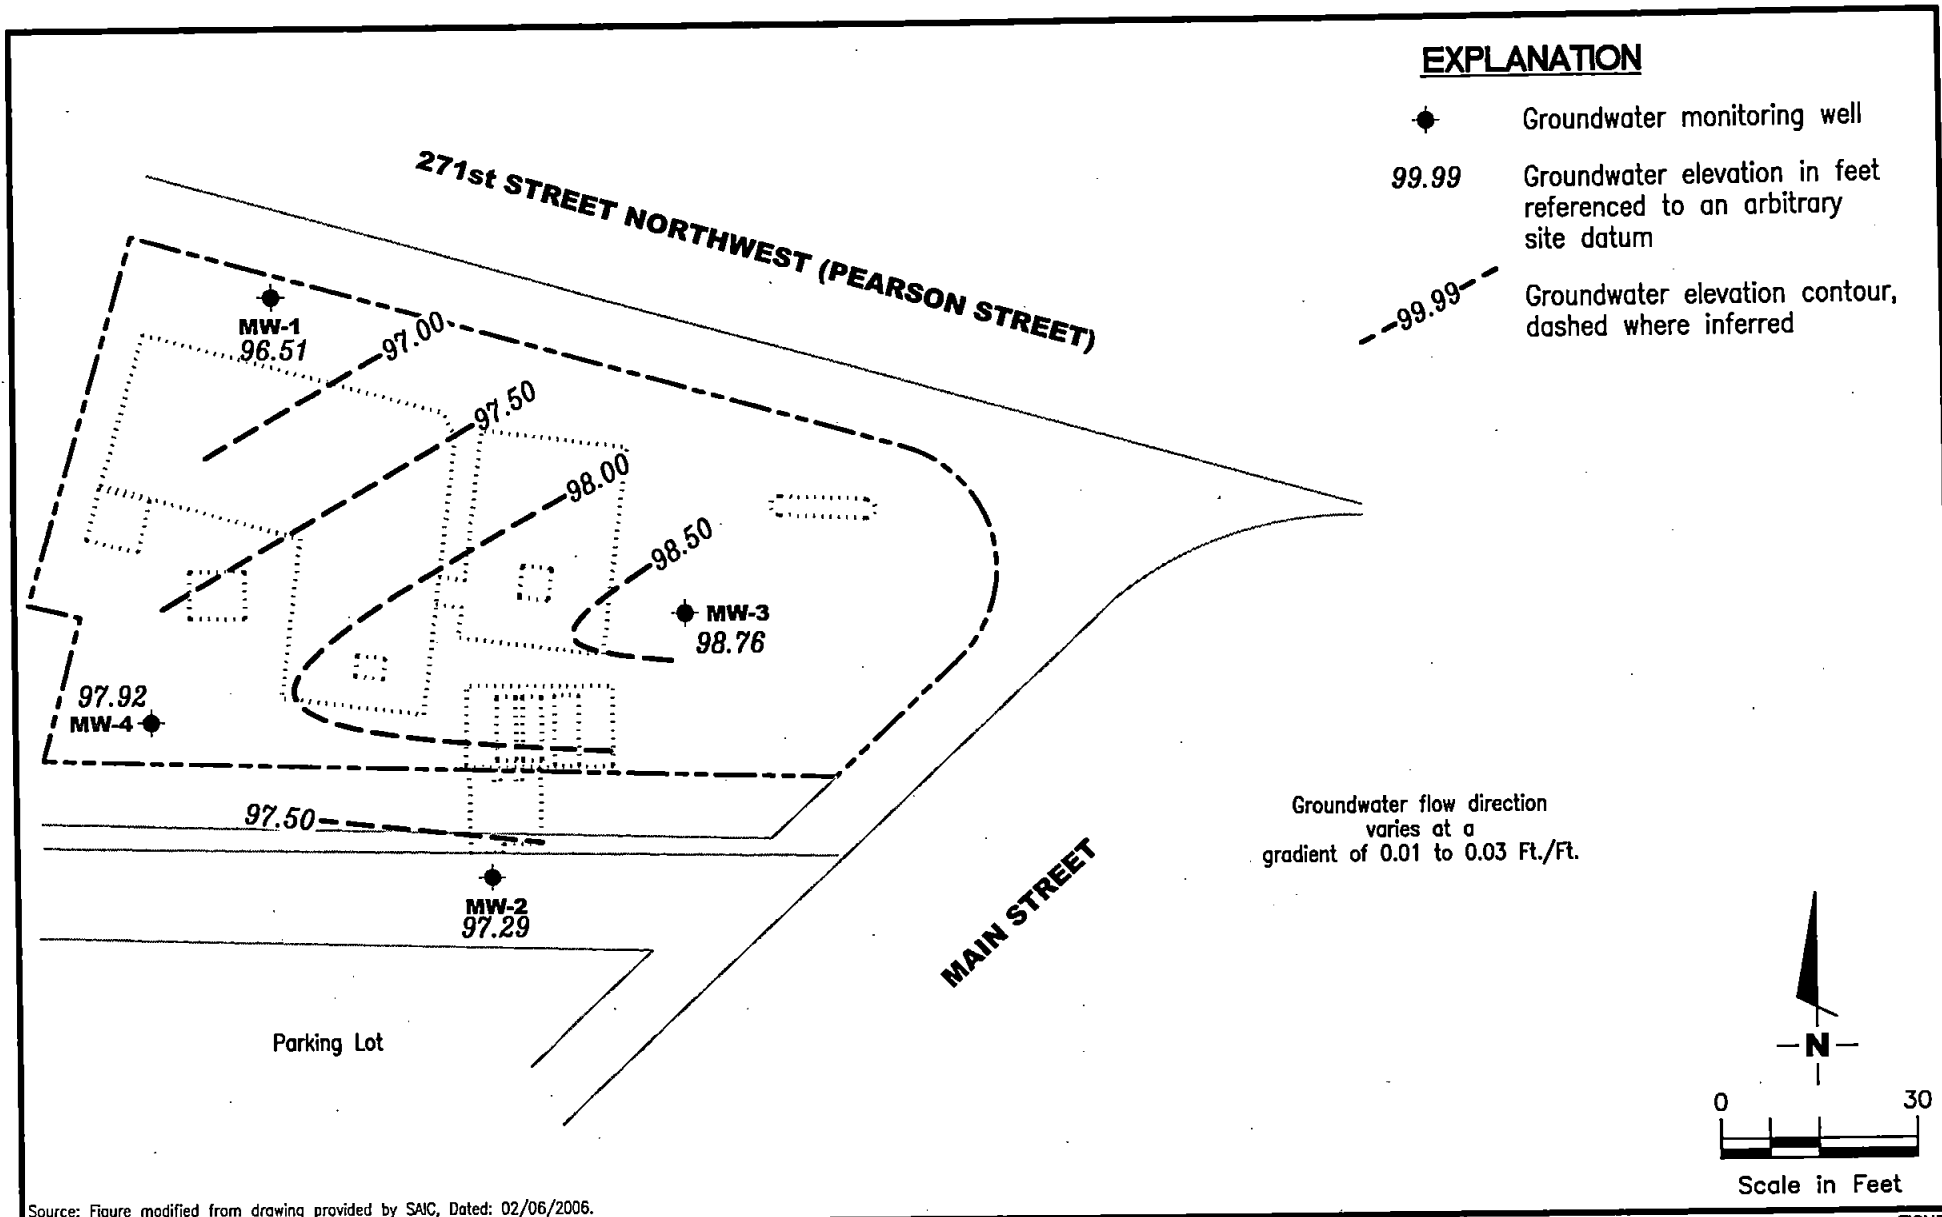 EXPLANATION
Groundwater monitoring well
99.99
Groundwater elevation in feet
referenced to an arbitrary
site datum
99.99
Groundwater elevation contour,
dashed where inferred
271st STREET NORTHWEST (PEARSON STREET)
MW-1
96.51
97.00
97.50
98.00
98.50
MW-3
98.76
97.92
MW-4
97.50
MW-2
97.29
MAIN STREET
Groundwater flow direction
varies at a
gradient of 0.01 to 0.03 Ft./Ft.
Parking Lot
N
0 30
Scale in Feet
Source: Figure modified from drawing provided by SAIC, Dated: 02/06/2006.